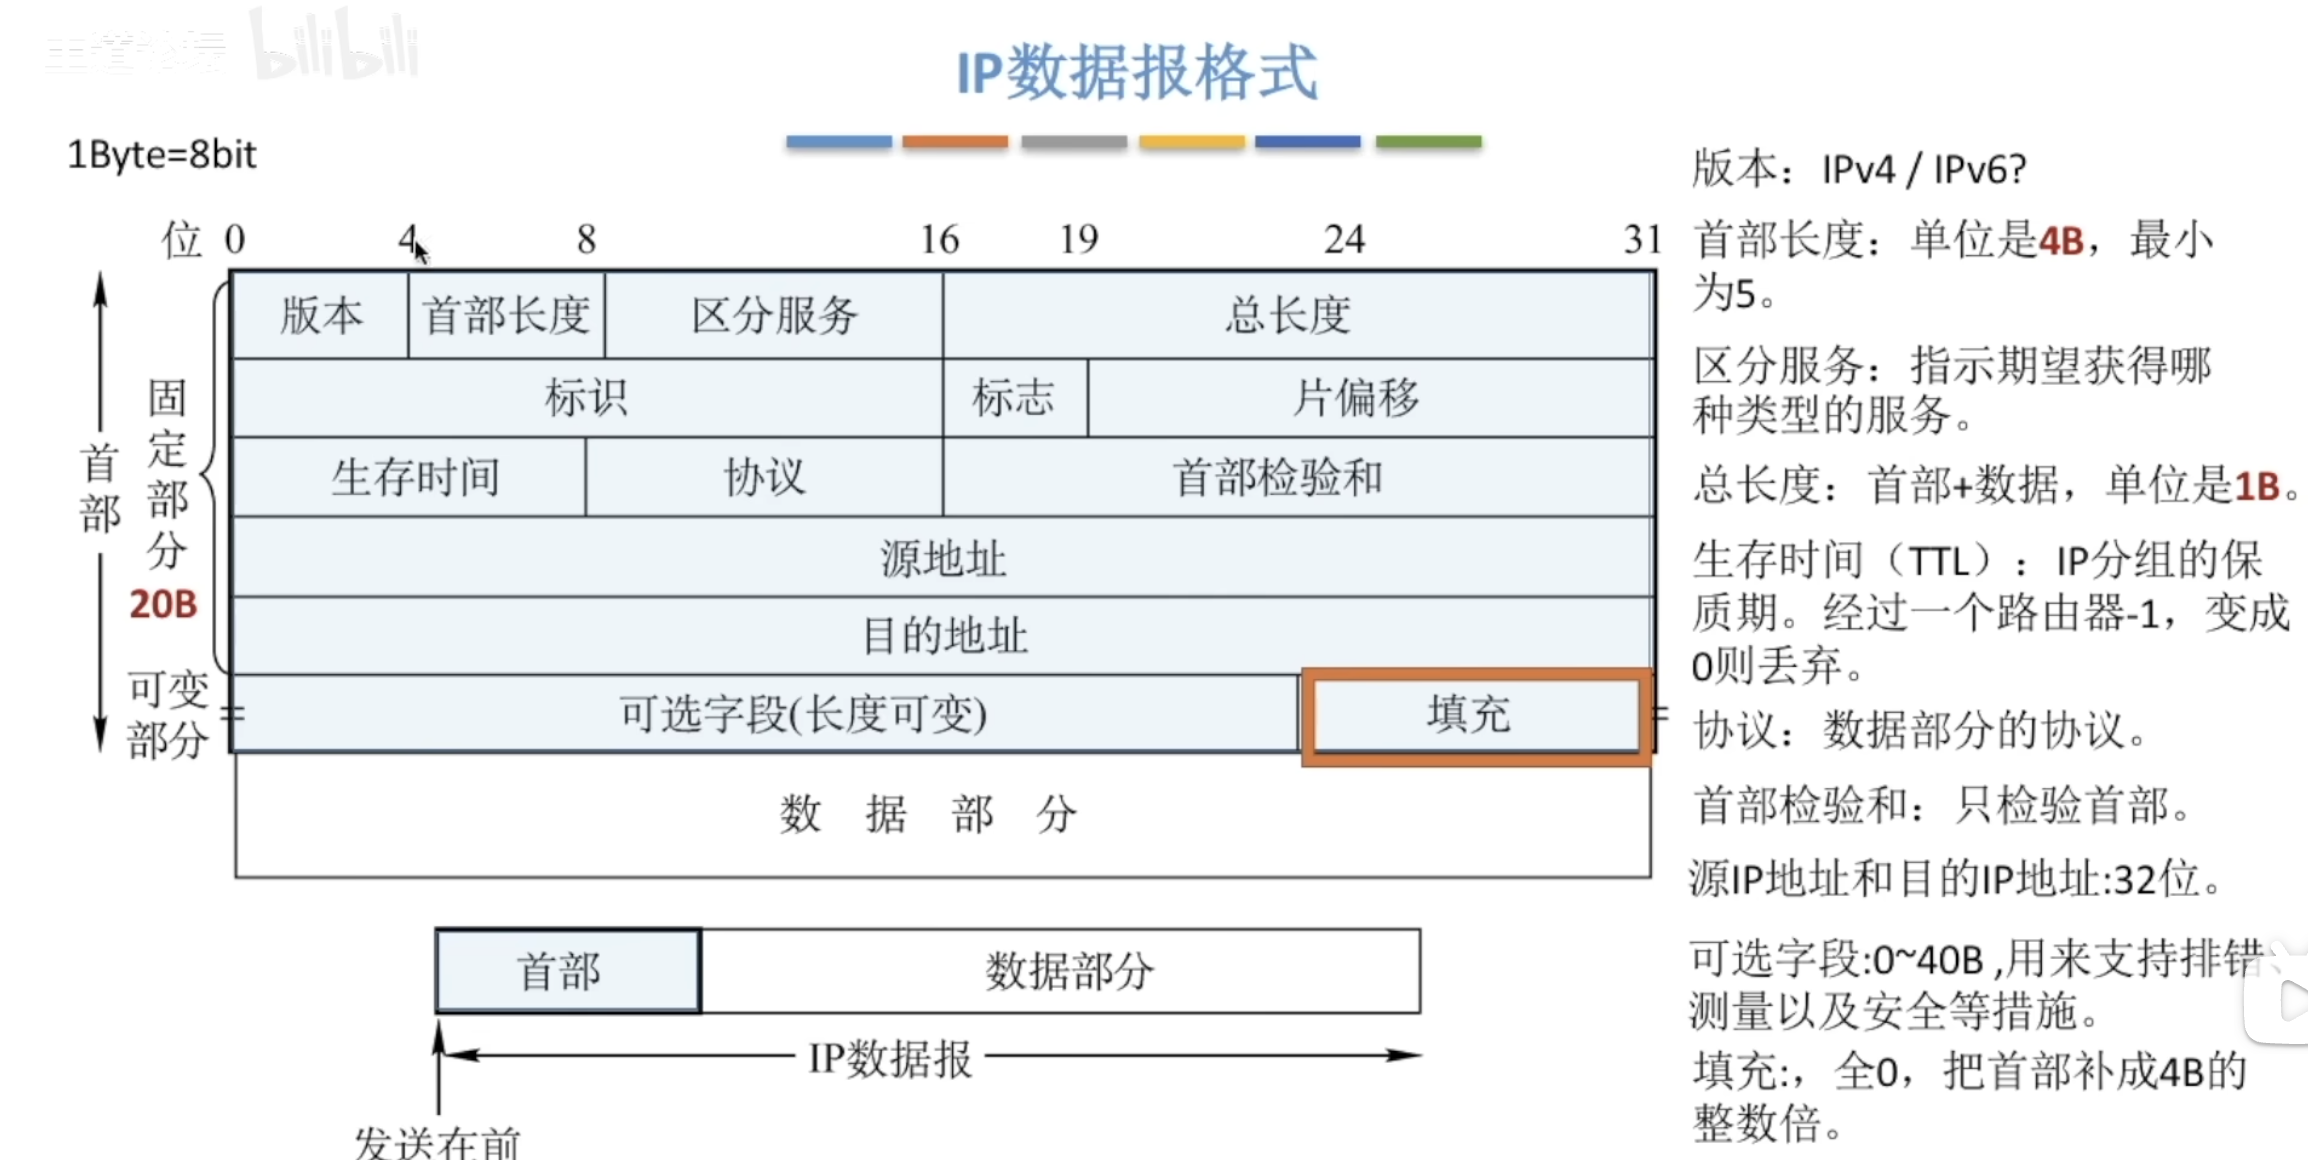 王道论坛 bilibili
IP数据报格式
1Byte=8bit
位 0 4 8 16 19 24 31
版本 首部长度 区分服务 总长度
标识 标志 片偏移
生存时间 协议 首部检验和
源地址
目的地址
可选字段(长度可变) 填充
数据部分
首部
固定部分
20B
可变
部分
首部 数据部分
IP数据报
发送在前
版本：IPv4 / IPv6?
首部长度：单位是4B，最小
为5。
区分服务：指示期望获得哪
种类型的服务。
总长度：首部+数据，单位是1B。
生存时间（TTL）：IP分组的保
质期。经过一个路由器-1，变成
0则丢弃。
协议：数据部分的协议。
首部检验和：只检验首部。
源IP地址和目的IP地址:32位。
可选字段:0~40B ,用来支持排错、
测量以及安全等措施。
填充:，全0，把首部补成4B的
整数倍。